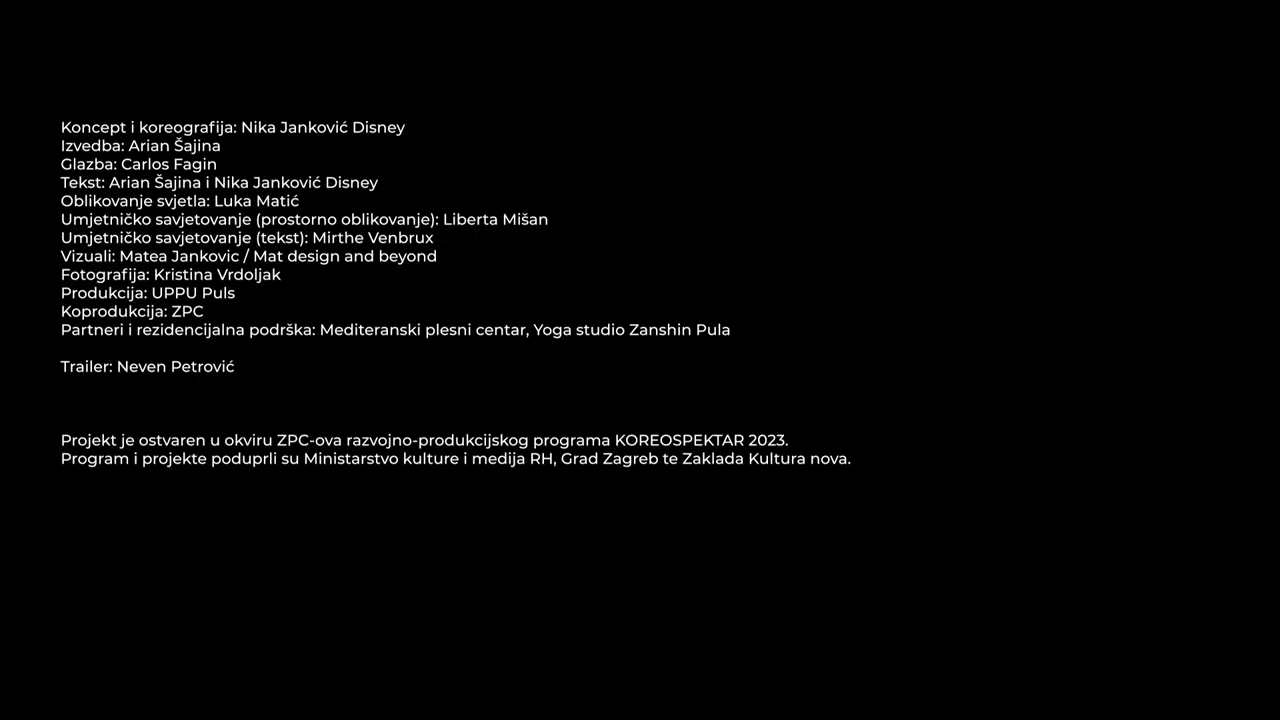 Koncept i koreografija: Nika Janković Disney
Izvedba: Arian Šajina
Glazba: Carlos Fagin
Tekst: Arian Šajina i Nika Janković Disney
Oblikovanje svjetla: Luka Matić
Umjetničko savjetovanje (prostorno oblikovanje): Liberta Mišan
Umjetničko savjetovanje (tekst): Mirthe Venbrux
Vizuali: Matea Jankovic / Mat design and beyond
Fotografija: Kristina Vrdoljak
Produkcija: UPPU Puls
Koprodukcija: ZPC
Partneri i rezidencijalna podrška: Mediteranski plesni centar, Yoga studio Zanshin Pula
Trailer: Neven Petrović
Projekt je ostvaren u okviru ZPC-ova razvojno-produkcijskog programa KOREOSPEKTAR 2023.
Program i projekte poduprli su Ministarstvo kulture i medija RH, Grad Zagreb te Zaklada Kultura nova.